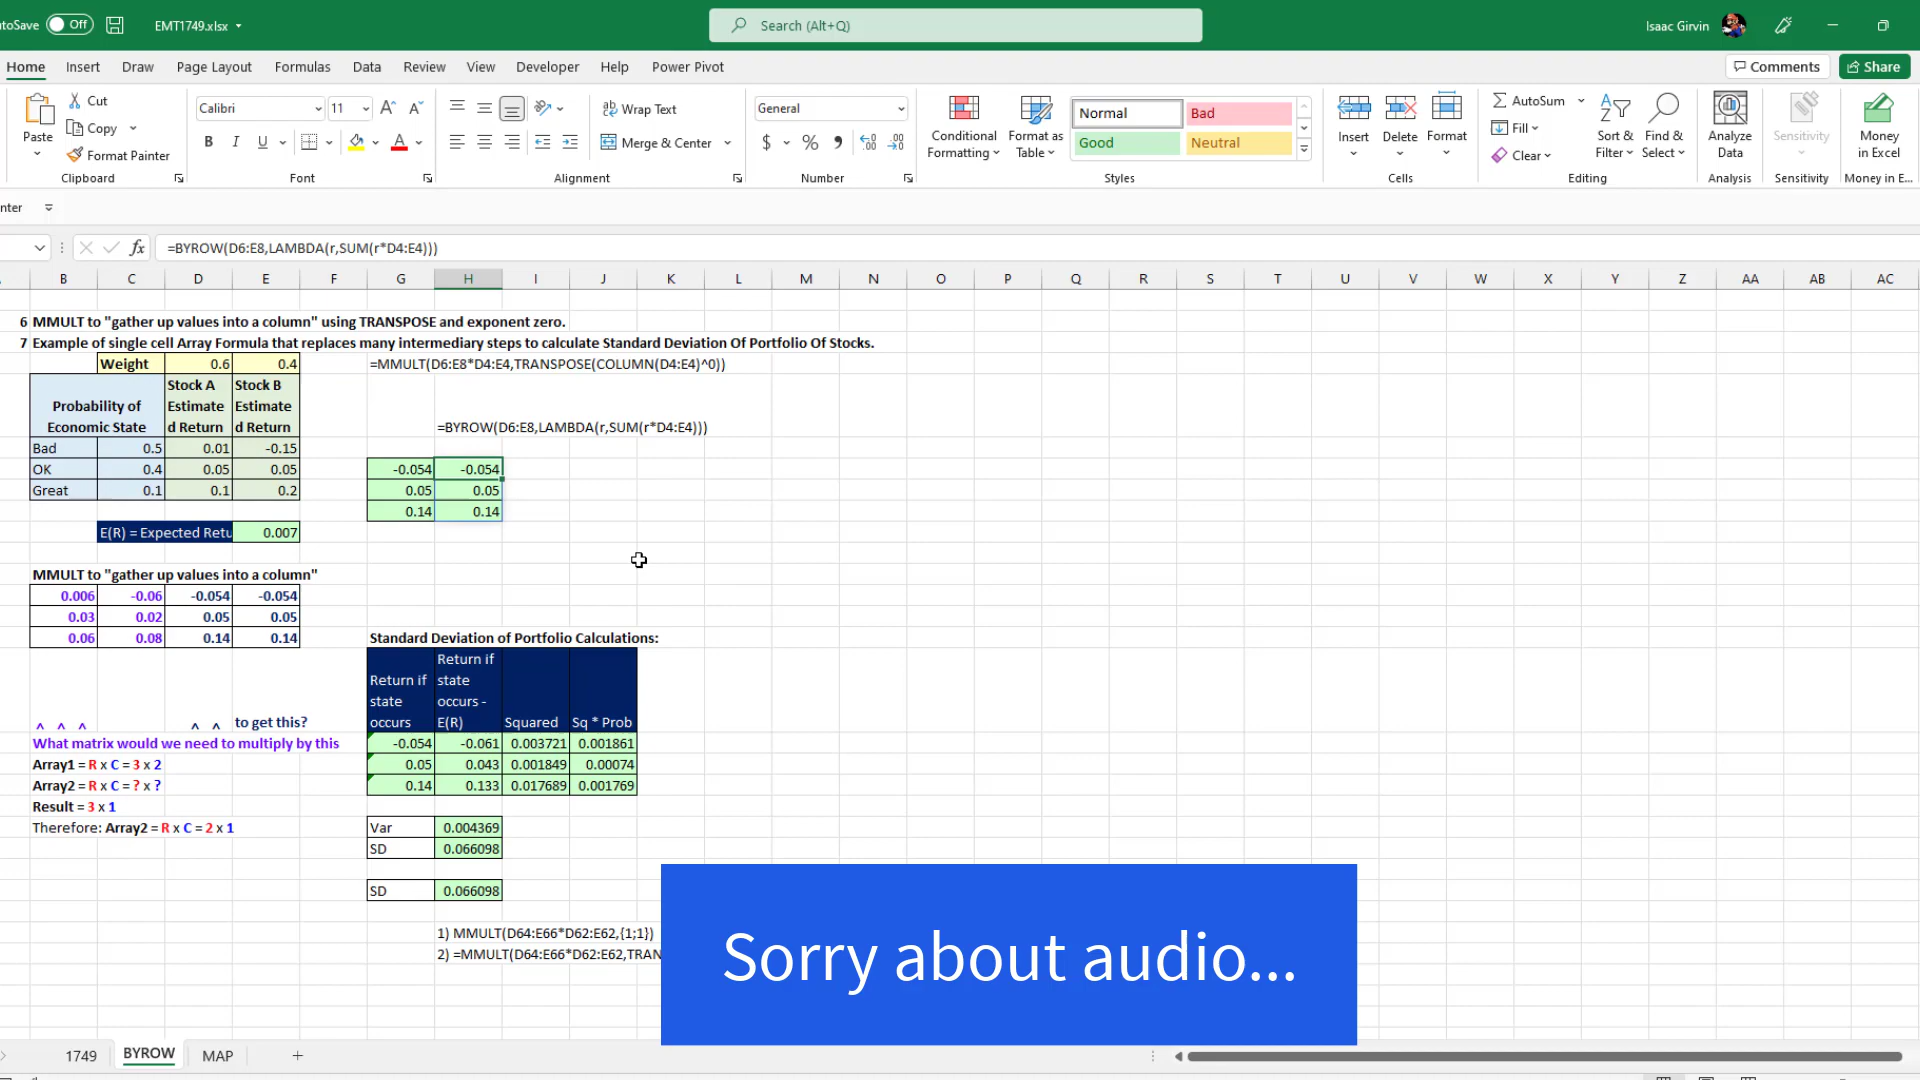 utoSave Off EMT1749.xlsx Search (Alt+Q) Isaac Girvin
Home Insert Draw Page Layout Formulas Data Review View Developer Help Power Pivot Comments Share
Paste Cut Copy Format Painter Clipboard
Calibri 11 B I U A Font
Wrap Text Merge & Center Alignment
General $ % Number
Conditional Formatting Format as Table Normal Bad Good Neutral Styles
Insert Delete Format Cells
AutoSum Fill Clear Sort & Filter Find & Select Editing
Analyze Data Analysis
Sensitivity Sensitivity
Money in Excel Money in E...
nter
fx =BYROW(D6:E8,LAMBDA(r,SUM(r*D4:E4)))
B C D E F G H I J K L M N O P Q R S T U V W X Y Z AA AB AC
6 MMULT to "gather up values into a column" using TRANSPOSE and exponent zero.
7 Example of single cell Array Formula that replaces many intermediary steps to calculate Standard Deviation Of Portfolio Of Stocks.
Weight 0.6 0.4 =MMULT(D6:E8*D4:E4,TRANSPOSE(COLUMN(D4:E4)^0))
Probability of Economic State Stock A Estimate d Return Stock B Estimate d Return
=BYROW(D6:E8,LAMBDA(r,SUM(r*D4:E4)))
Bad 0.5 0.01 -0.15
OK 0.4 0.05 0.05 -0.054 -0.054
Great 0.1 0.1 0.2 0.05 0.05
0.14 0.14
E(R) = Expected Retu 0.007
MMULT to "gather up values into a column"
0.006 -0.06 -0.054 -0.054
0.03 0.02 0.05 0.05
0.06 0.08 0.14 0.14 Standard Deviation of Portfolio Calculations:
Return if state occurs Return if state occurs - E(R) Squared Sq * Prob
^ ^ ^ ^ ^ to get this?
What matrix would we need to multiply by this -0.054 -0.061 0.003721 0.001861
Array1 = R x C = 3 x 2 0.05 0.043 0.001849 0.00074
Array2 = R x C = ? x ? 0.14 0.133 0.017689 0.001769
Result = 3 x 1
Therefore: Array2 = R x C = 2 x 1 Var 0.004369
SD 0.066098
SD 0.066098
1) MMULT(D64:E66*D62:E62,{1;1})
2) =MMULT(D64:E66*D62:E62,TRAN
Sorry about audio...
1749 BYROW MAP +